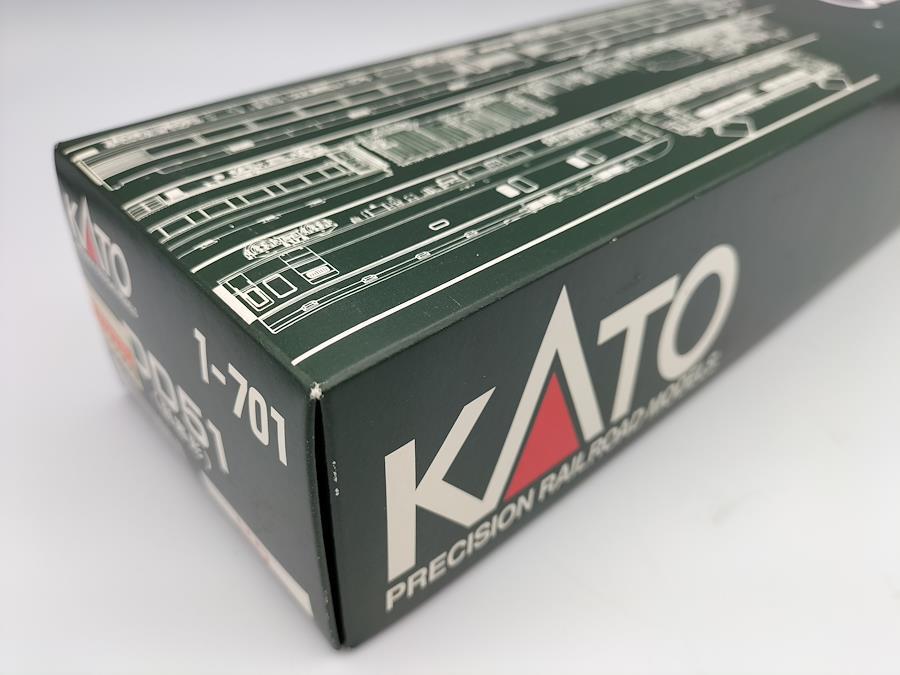 KATO
1-701
KATO
PRECISION RAILROAD MODELS